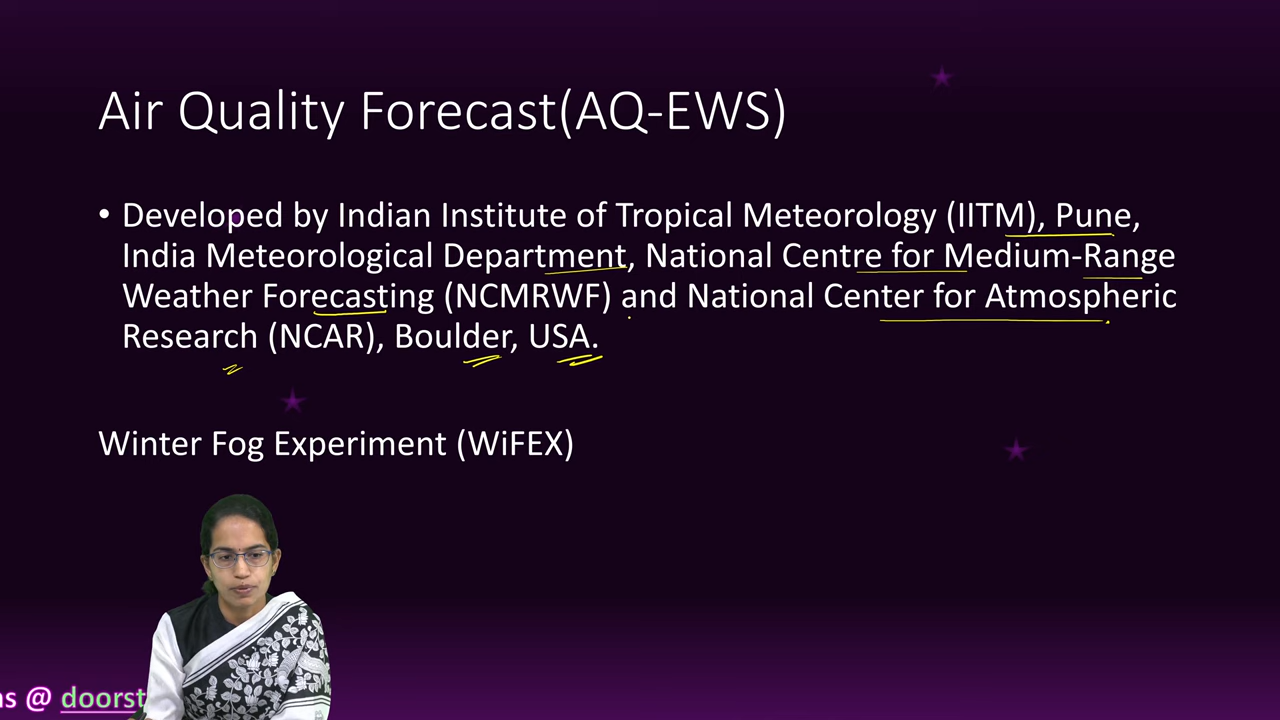 Air Quality Forecast(AQ-EWS)
• Developed by Indian Institute of Tropical Meteorology (IITM), Pune,
India Meteorological Department, National Centre for Medium-Range
Weather Forecasting (NCMRWF) and National Center for Atmospheric
Research (NCAR), Boulder, USA.
Winter Fog Experiment (WiFEX)
@ doorst